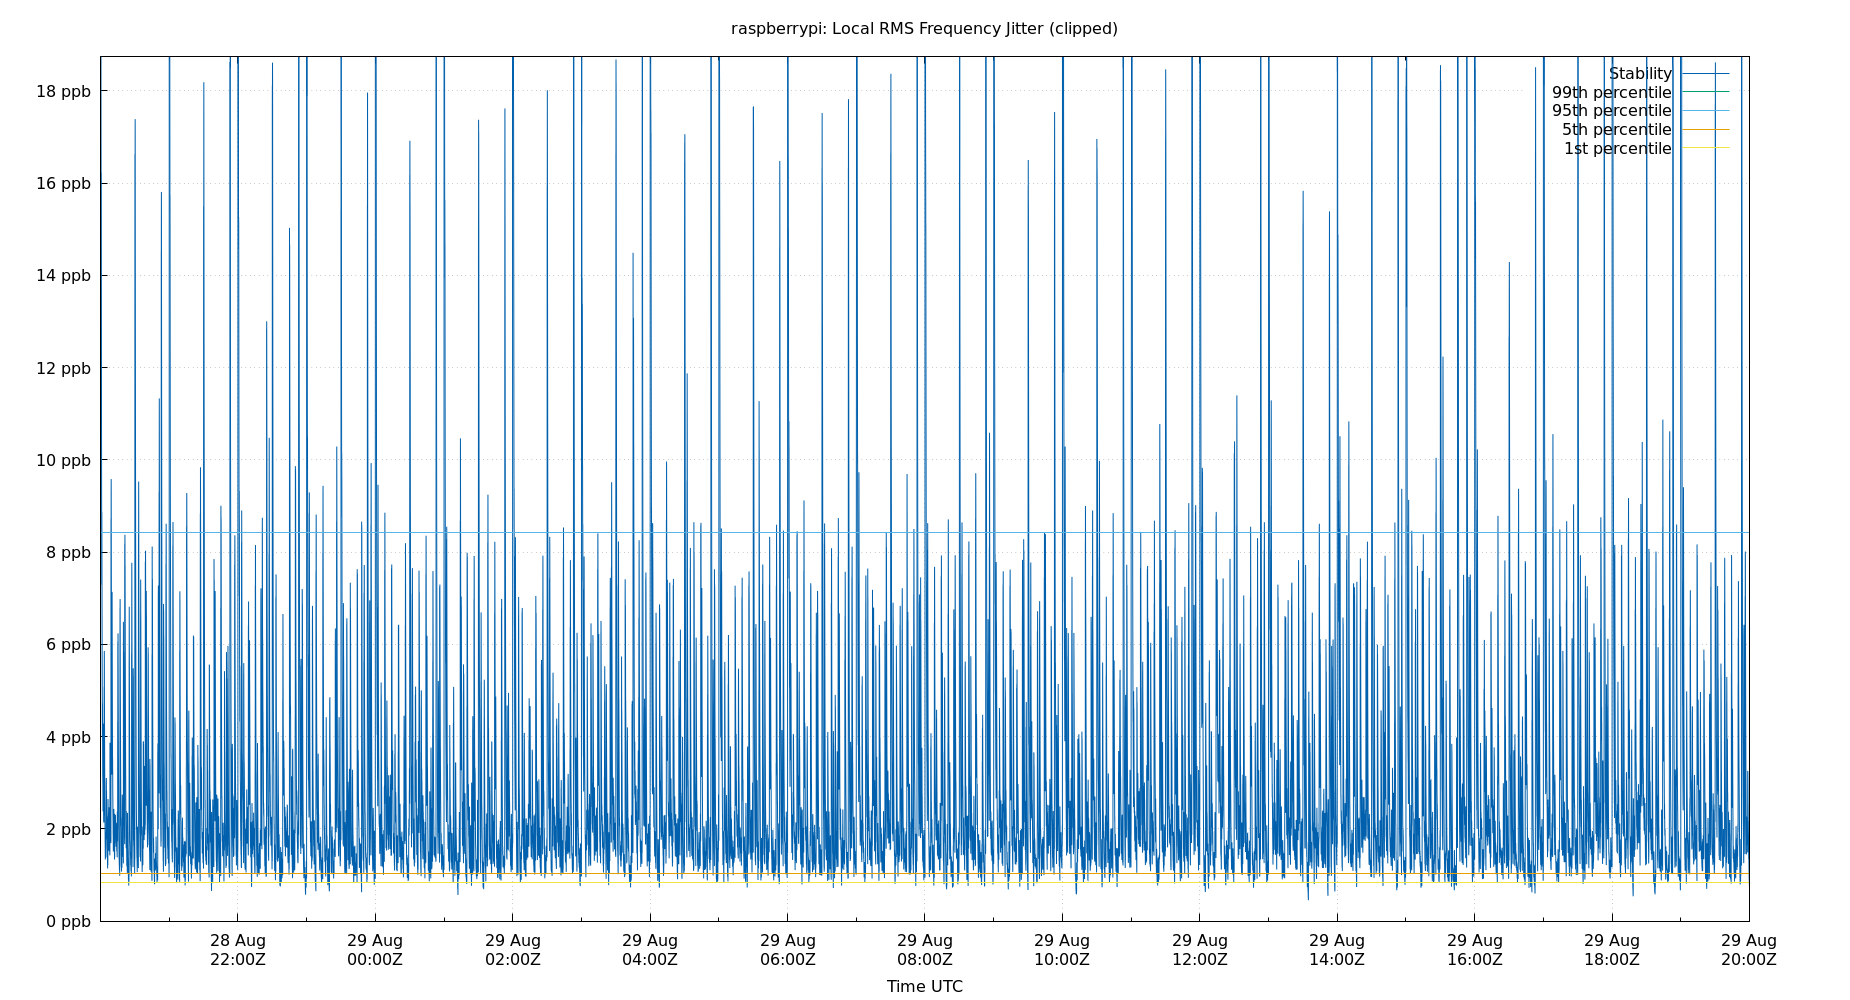 raspberrypi: Local RMS Frequency Jitter (clipped)
Stability
99th percentile
95th percentile
5th percentile
1st percentile
18 ppb
16 ppb
14 ppb
12 ppb
10 ppb
8 ppb
6 ppb
4 ppb
2 ppb
0 ppb
28 Aug 29 Aug 29 Aug 29 Aug 29 Aug 29 Aug 29 Aug 29 Aug 29 Aug 29 Aug 29 Aug 29 Aug
22:00Z 00:00Z 02:00Z 04:00Z 06:00Z 08:00Z 10:00Z 12:00Z 14:00Z 16:00Z 18:00Z 20:00Z
Time UTC